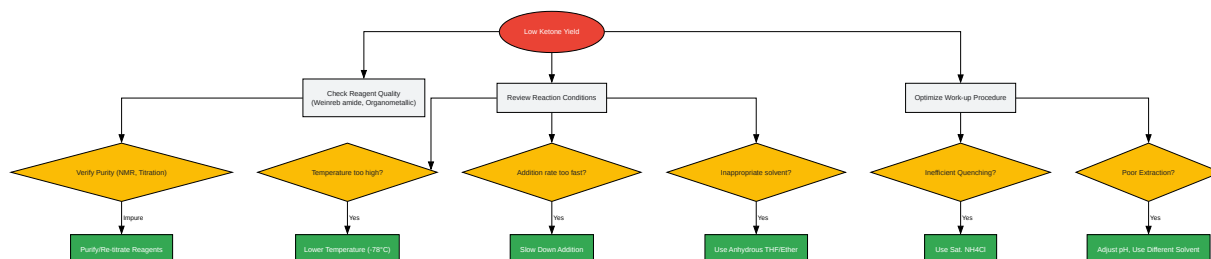 Low Ketone Yield
Check Reagent Quality
(Weinreb amide, Organometallic)
Review Reaction Conditions
Optimize Work-up Procedure
Verify Purity (NMR, Titration)
Temperature too high?
Addition rate too fast?
Inappropriate solvent?
Inefficient Quenching?
Poor Extraction?
Impure
Yes
Yes
Yes
Yes
Yes
Purify/Re-titrate Reagents
Lower Temperature (-78°C)
Slow Down Addition
Use Anhydrous THF/Ether
Use Sat. NH4Cl
Adjust pH, Use Different Solvent